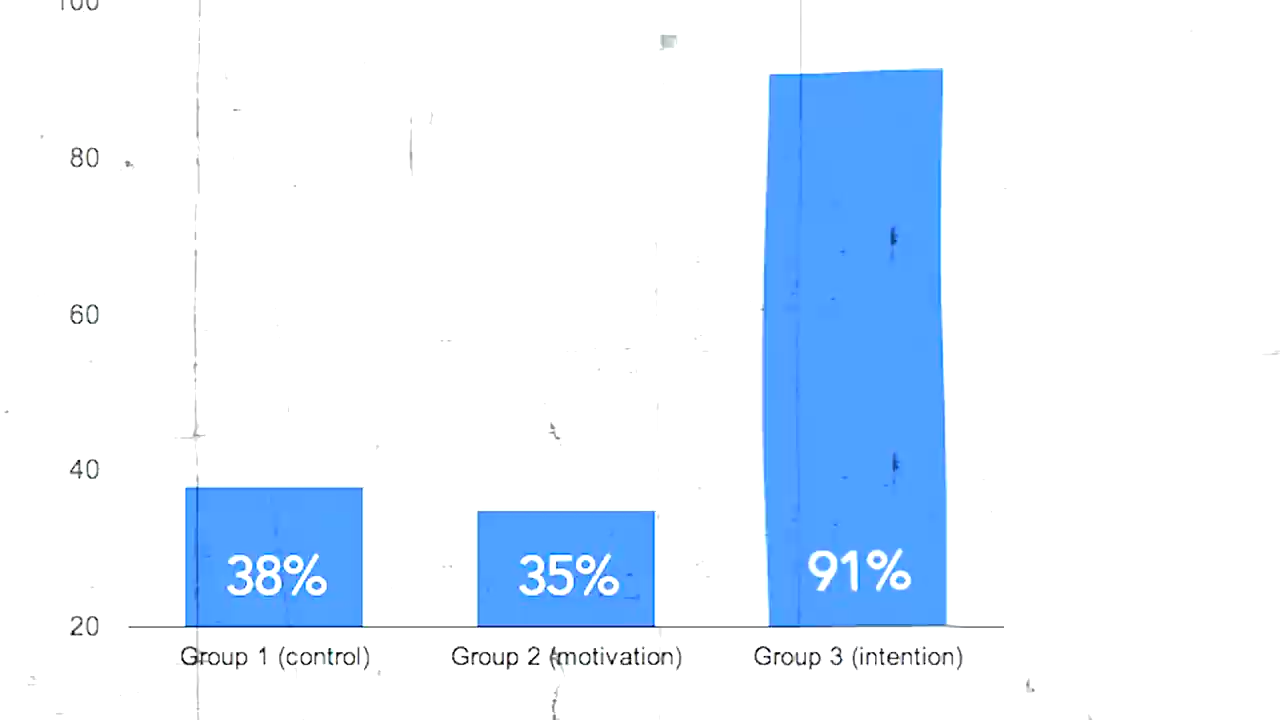 100
80
60
40
20
38%
35%
91%
Group 1 (control)
Group 2 (motivation)
Group 3 (intention)